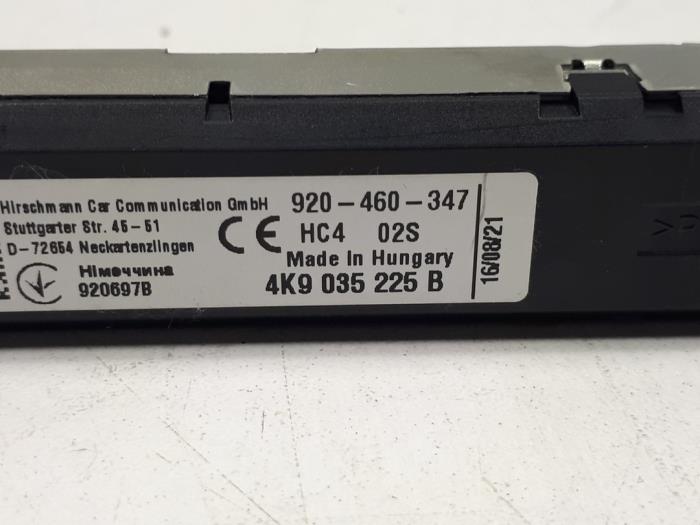 Hirschmann Car Communication GmbH
Stuttgarter Str. 45-51
D-72654 Neckartenzlingen
Німеччина
920697B
CE
920-460-347
HC4 02S
Made In Hungary
4K9 035 225 B
16/08/21